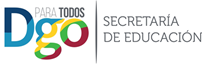 PARA TODOS
Dgo
SECRETARÍA
DE EDUCACIÓN